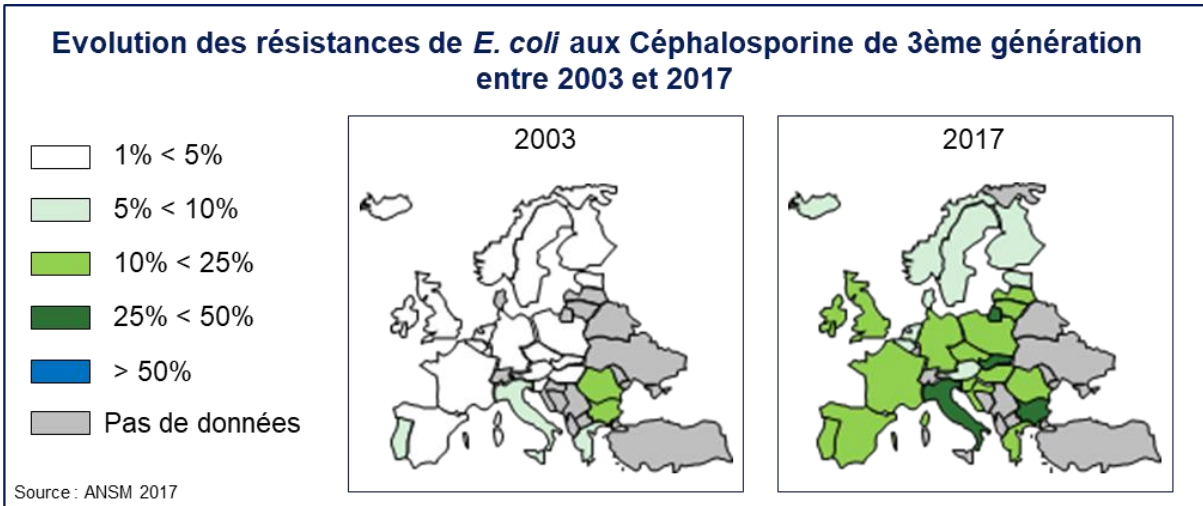 Evolution des résistances de E. coli aux Céphalosporine de 3ème génération
entre 2003 et 2017
1% < 5%
5% < 10%
10% < 25%
25% < 50%
> 50%
Pas de données
Source : ANSM 2017
2003
2017